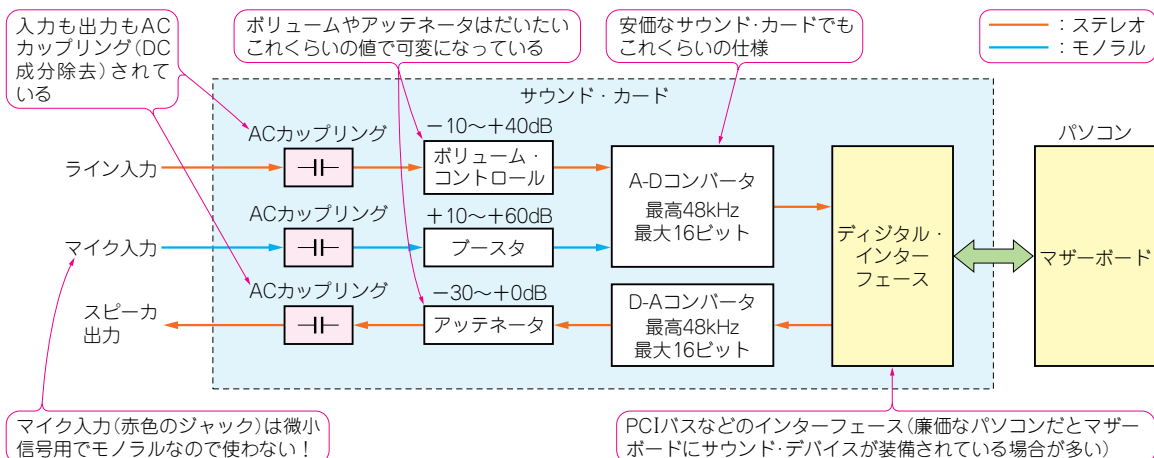 入力も出力もAC
カップリング(DC
成分除去)されて
いる
ボリュームやアッテネータはだいたい
これくらいの値で可変になっている
安価なサウンド・カードでも
これくらいの仕様
：ステレオ
：モノラル
サウンド・カード
パソコン
ライン入力
ACカップリング
−10〜+40dB
ボリューム・
コントロール
A-Dコンバータ
最高48kHz
最大16ビット
マイク入力
ACカップリング
+10〜+60dB
ブースタ
ディジタル・
インター
フェース
マザーボード
スピーカ
出力
ACカップリング
−30〜+0dB
アッテネータ
D-Aコンバータ
最高48kHz
最大16ビット
マイク入力(赤色のジャック)は微小
信号用でモノラルなので使わない！
PCIバスなどのインターフェース(廉価なパソコンだとマザー
ボードにサウンド・デバイスが装備されている場合が多い)